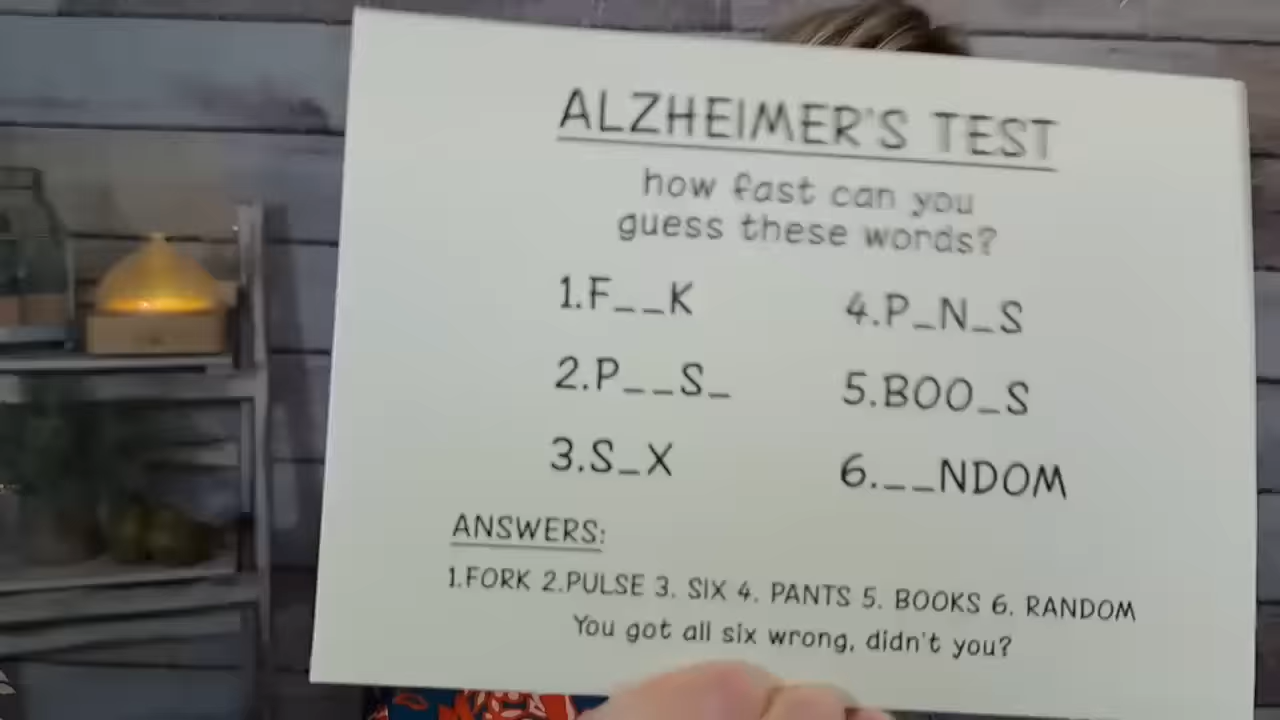 ALZHEIMER'S TEST
how fast can you
guess these words?
1.F__K
2.P__S_
3.S_X
4.P_N_S
5.BOO_S
6.__NDOM
ANSWERS:
1.FORK 2.PULSE 3. SIX 4. PANTS 5. BOOKS 6. RANDOM
You got all six wrong, didn't you?